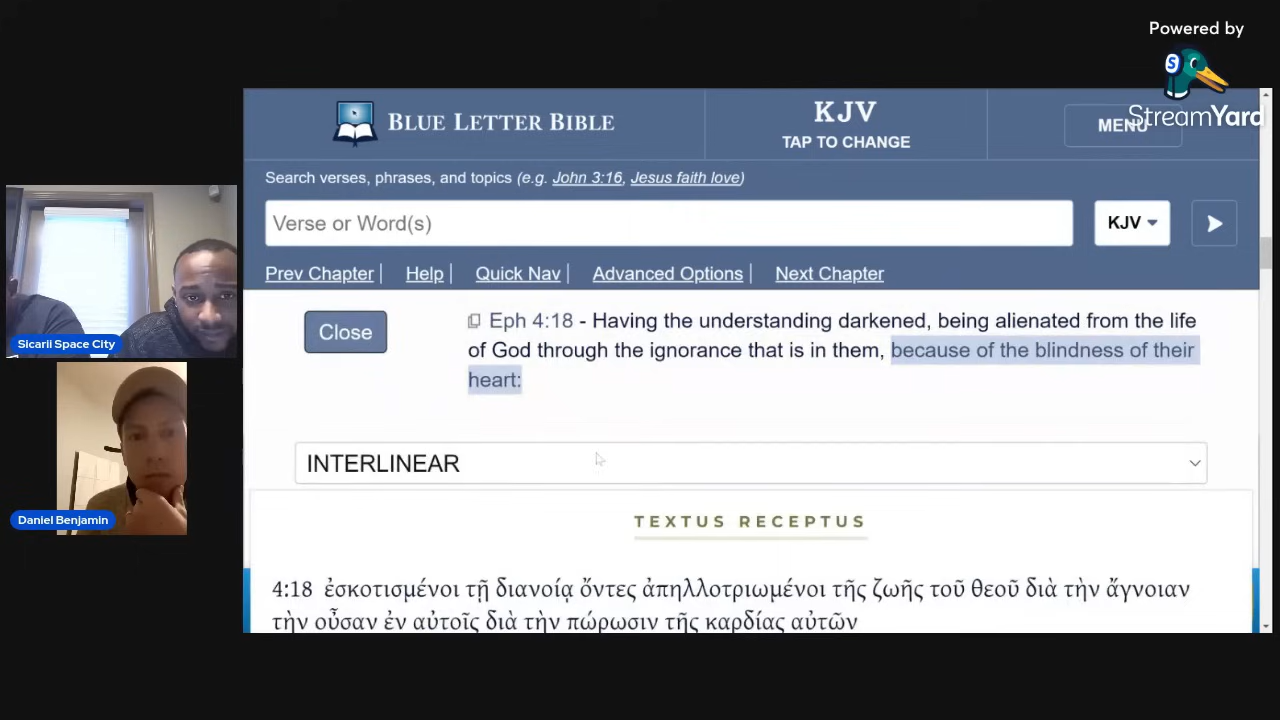 Powered by
StreamYard
BLUE LETTER BIBLE
KJV
TAP TO CHANGE
MENU
Search verses, phrases, and topics (e.g. John 3:16, Jesus faith love)
Verse or Word(s)
KJV
Prev Chapter | Help | Quick Nav | Advanced Options | Next Chapter
Close
Eph 4:18 - Having the understanding darkened, being alienated from the life
of God through the ignorance that is in them, because of the blindness of their
heart:
INTERLINEAR
TEXTUS RECEPTUS
4:18 ἐσκοτισμένοι τῇ διανοίᾳ ὄντες ἀπηλλοτριωμένοι τῆς ζωῆς τοῦ θεοῦ διὰ τὴν ἄγνοιαν
τὴν οὖσαν ἐν αὐτοῖς διὰ τὴν πώρωσιν τῆς καρδίας αὐτῶν
Sicarii Space City
Daniel Benjamin